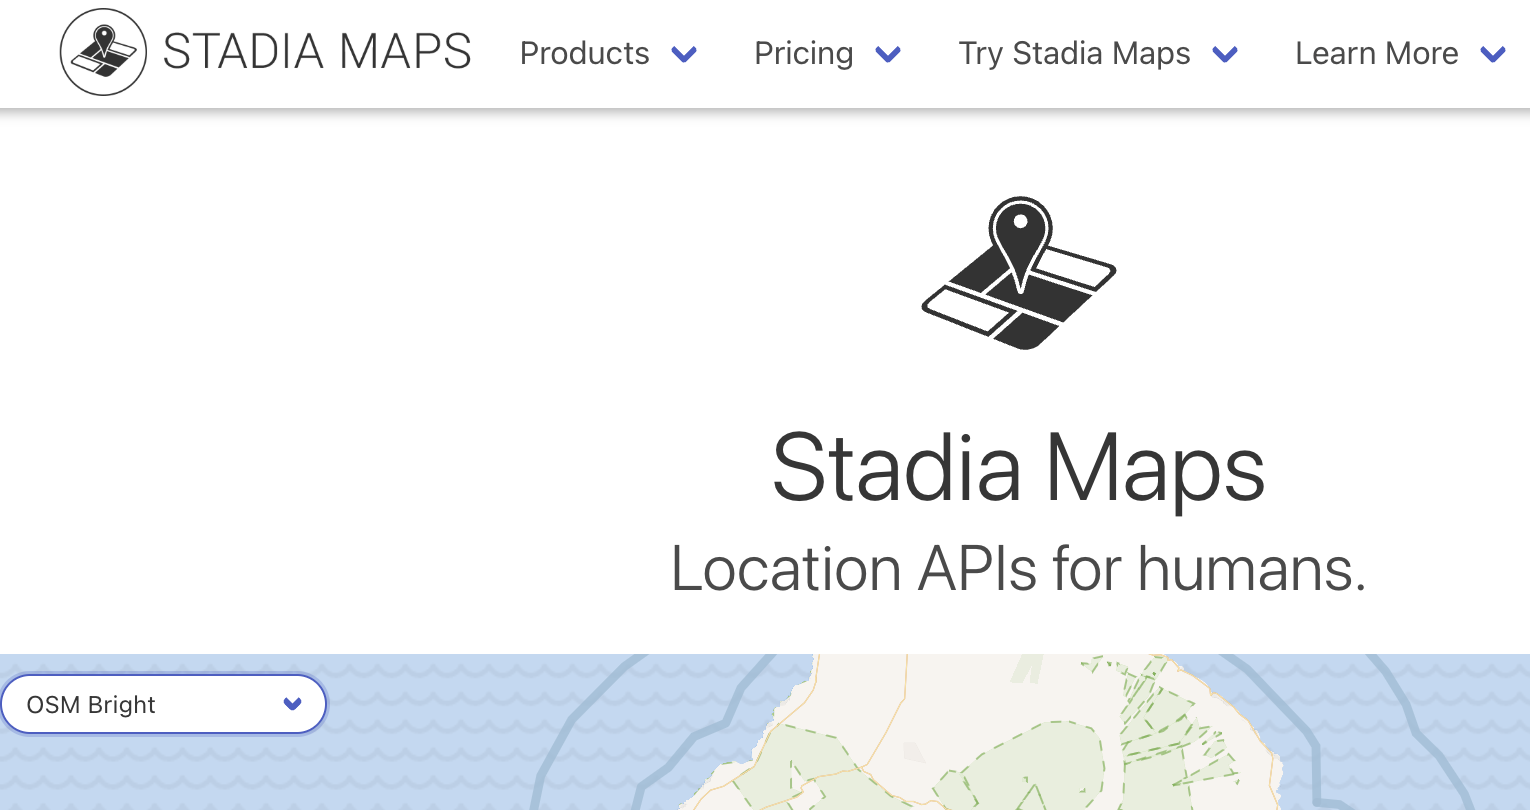 STADIA MAPS Products Pricing Try Stadia Maps Learn More
Stadia Maps
Location APIs for humans.
OSM Bright